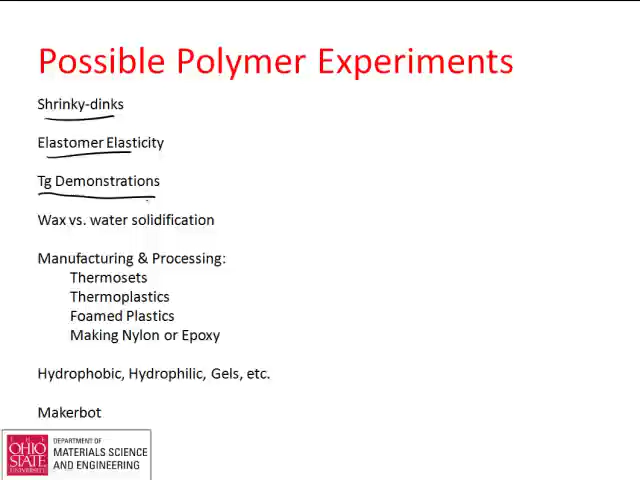 Possible Polymer Experiments
Shrinky-dinks
Elastomer Elasticity
Tg Demonstrations
Wax vs. water solidification
Manufacturing & Processing:
Thermosets
Thermoplastics
Foamed Plastics
Making Nylon or Epoxy
Hydrophobic, Hydrophilic, Gels, etc.
Makerbot
THE
OHIO
STATE
UNIVERSITY
DEPARTMENT OF
MATERIALS SCIENCE
AND ENGINEERING